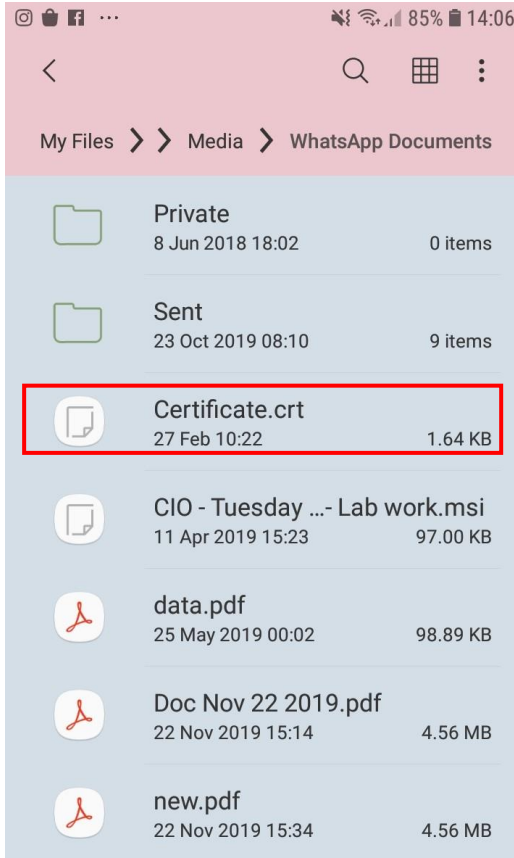 85% 14:06
My Files Media WhatsApp Documents
Private
8 Jun 2018 18:02 0 items
Sent
23 Oct 2019 08:10 9 items
Certificate.crt
27 Feb 10:22 1.64 KB
CIO - Tuesday ...- Lab work.msi
11 Apr 2019 15:23 97.00 KB
data.pdf
25 May 2019 00:02 98.89 KB
Doc Nov 22 2019.pdf
22 Nov 2019 15:14 4.56 MB
new.pdf
22 Nov 2019 15:34 4.56 MB